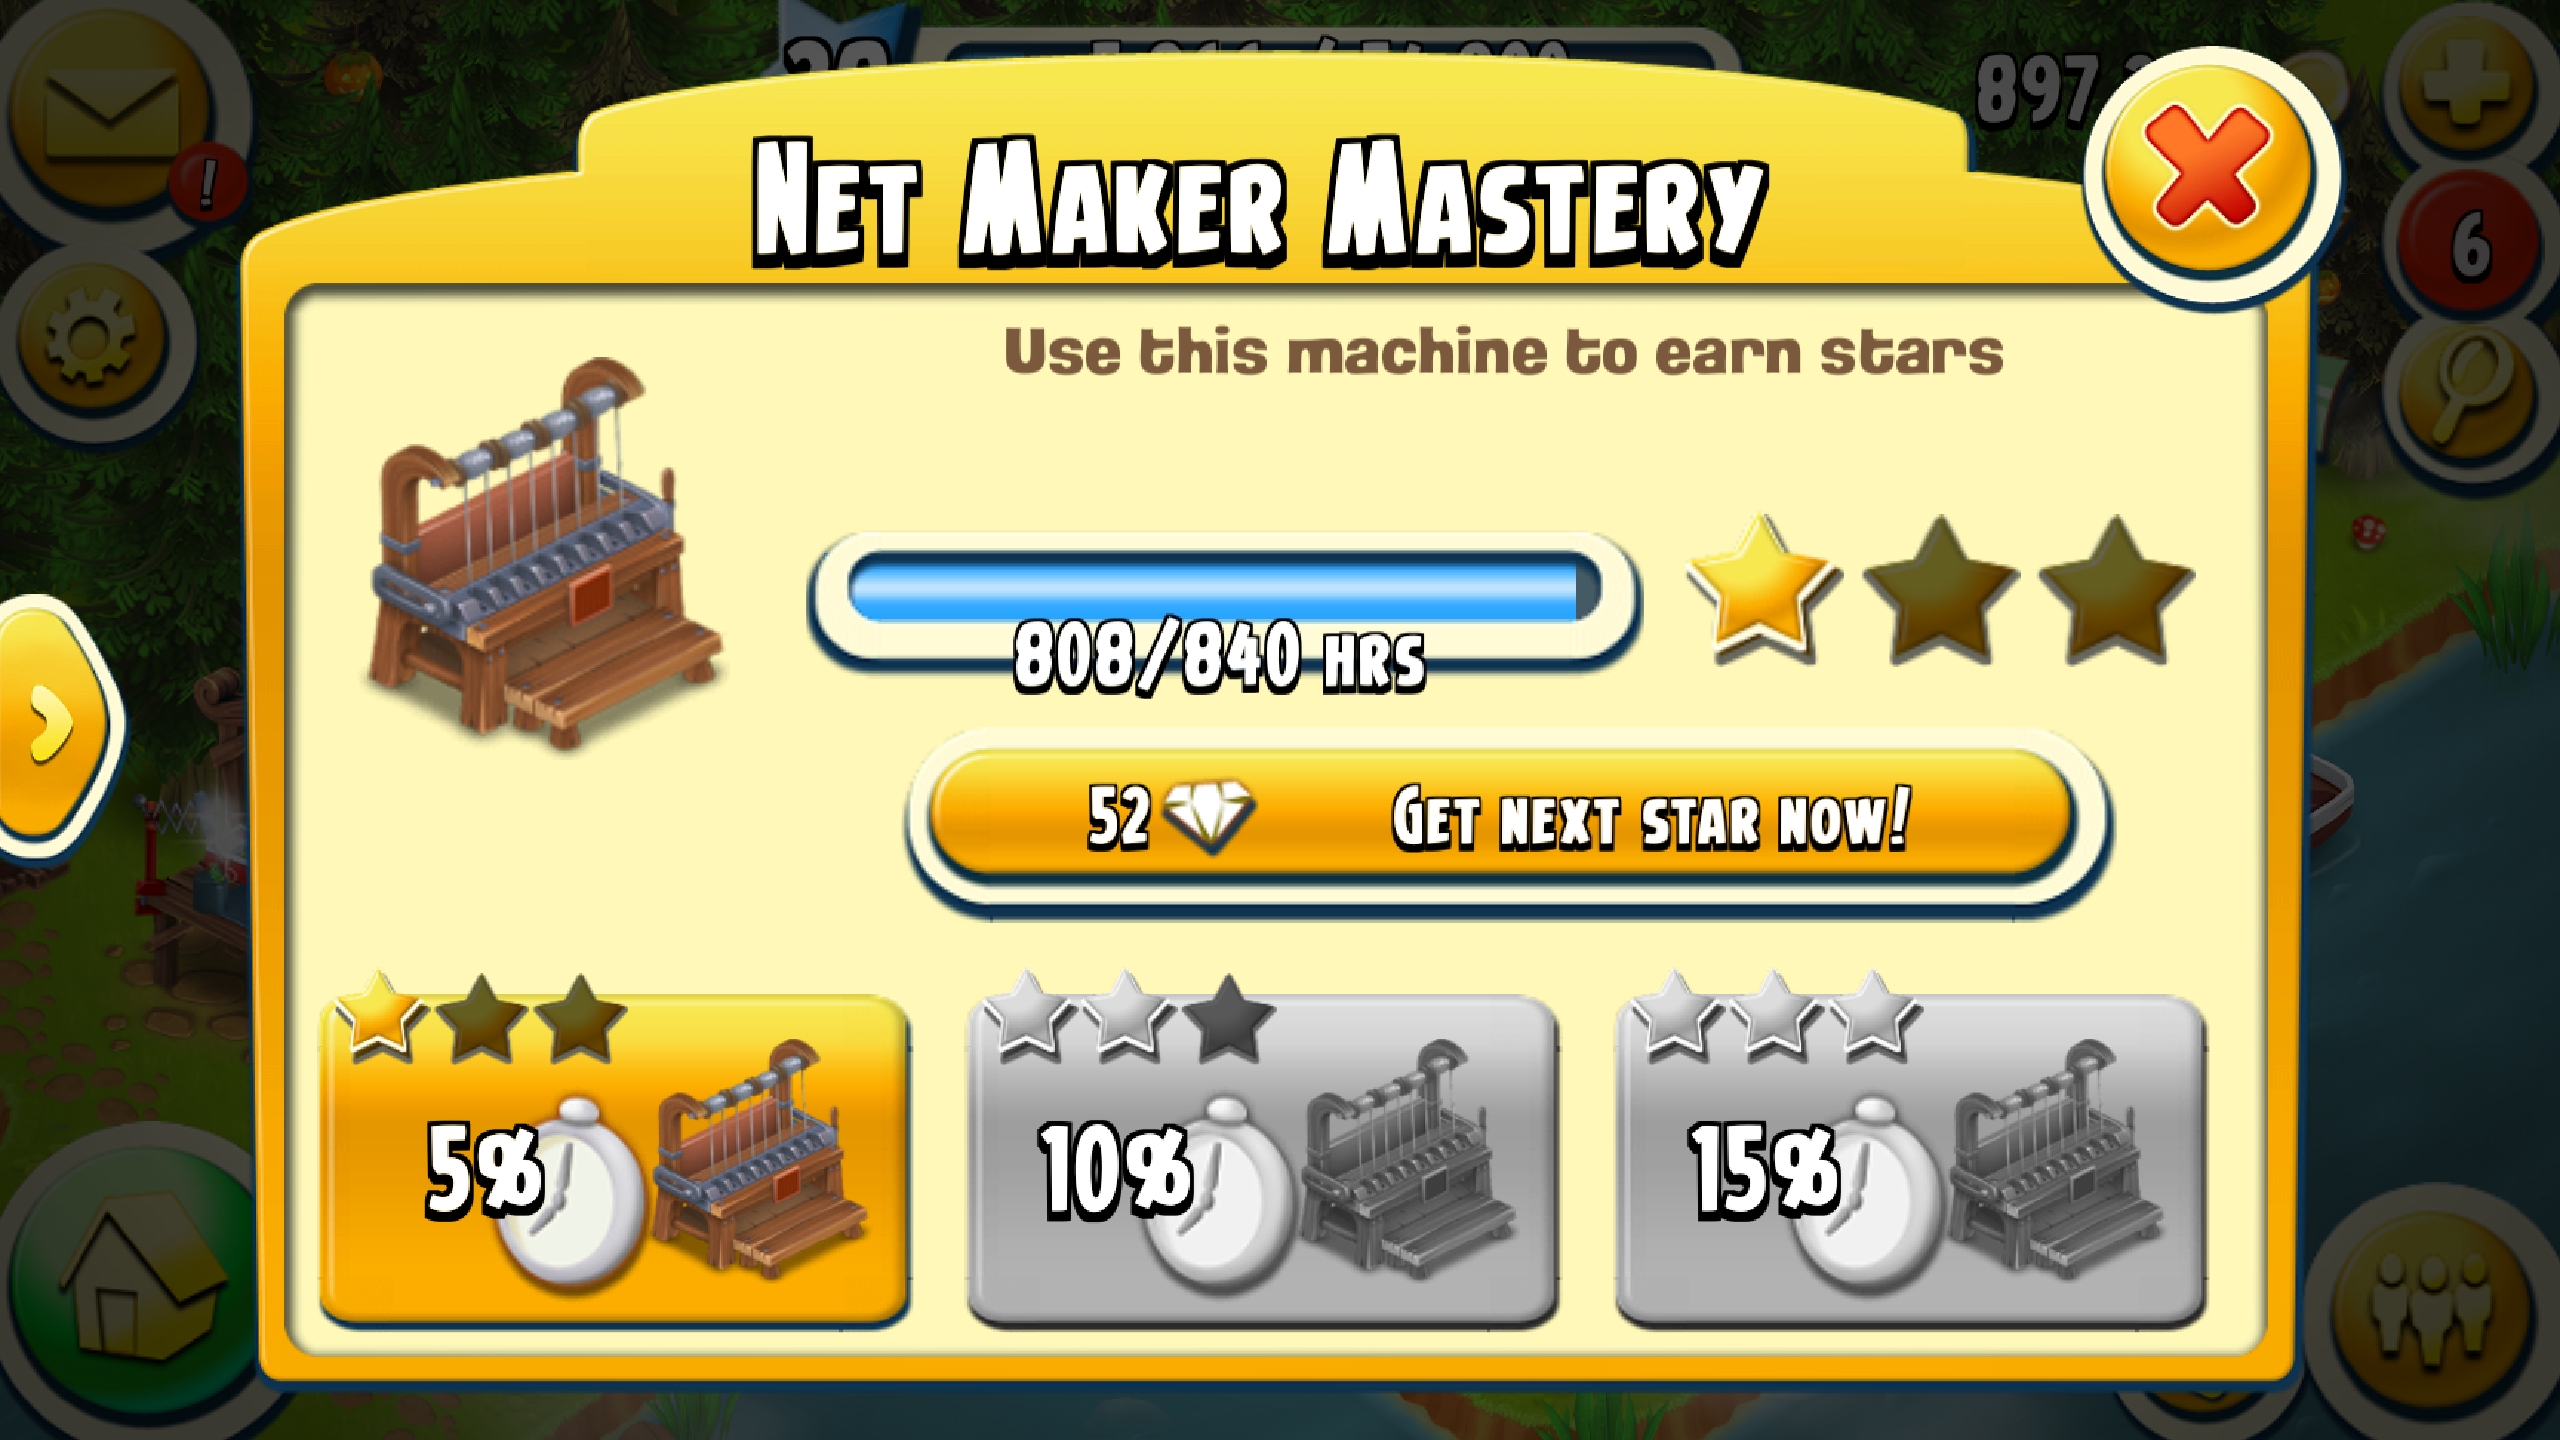 897
!
NET MAKER MASTERY
6
Use this machine to earn stars
808/840 HRS
52 GET NEXT STAR NOW!
5%
10%
15%